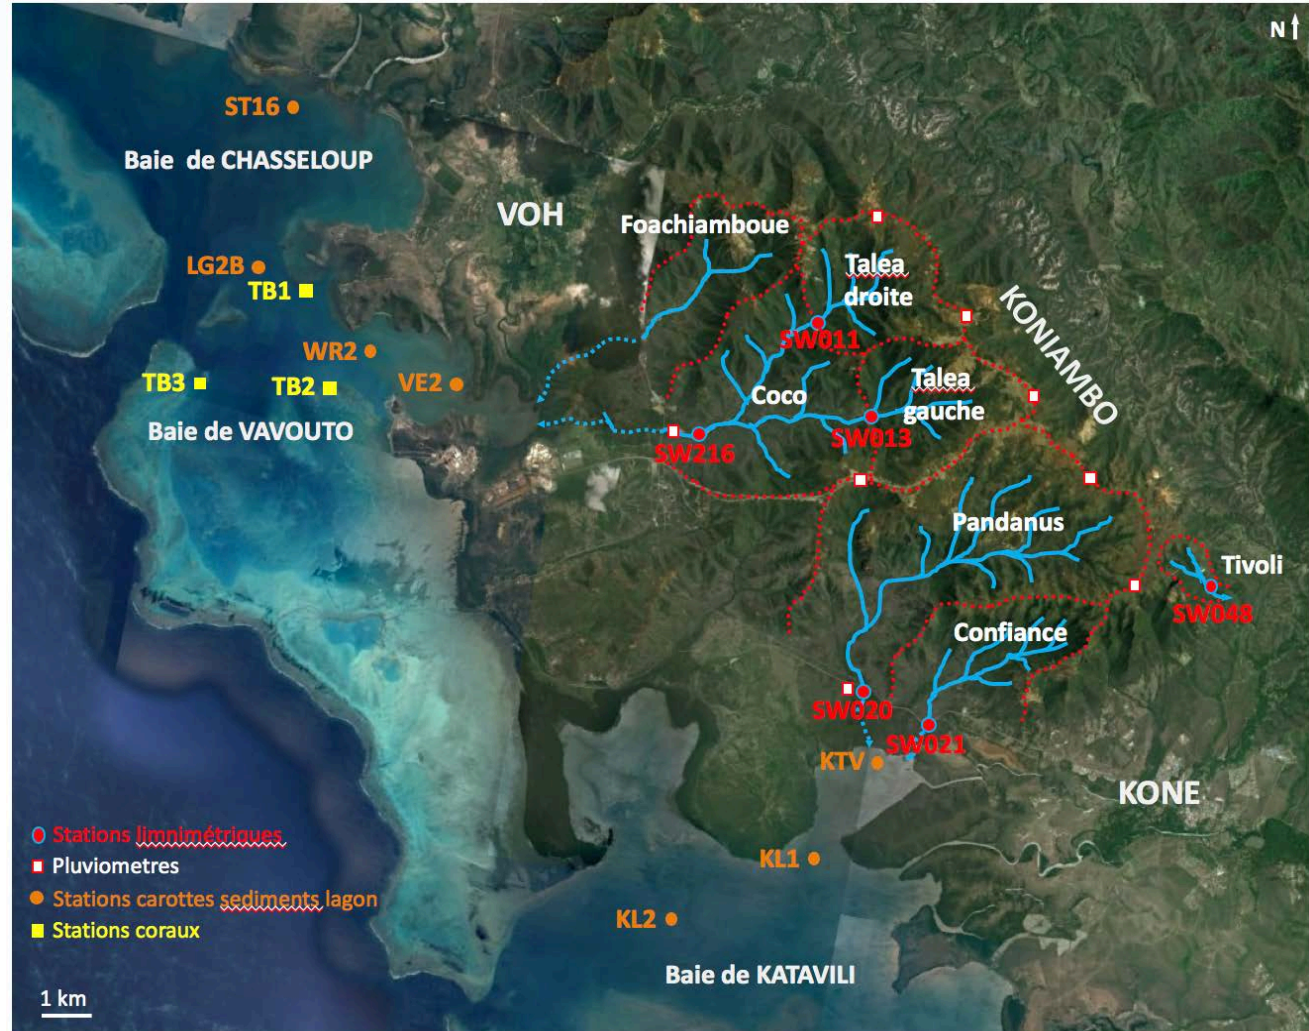 N
ST16
Baie de CHASSELOUP
VOH
Foachiamboue
LG2B
TB1
Talea
droite
KONIAMBO
SW011
WR2
TB3
TB2
VE2
Coco
Talea
gauche
Baie de VAVOUTO
SW216
SW013
Pandanus
Tivoli
SW048
Confiance
SW020
SW021
KTV
KONE
Stations limnimétriques
Pluviometres
KL1
Stations carottes sediments lagon
KL2
Stations coraux
Baie de KATAVILI
1 km